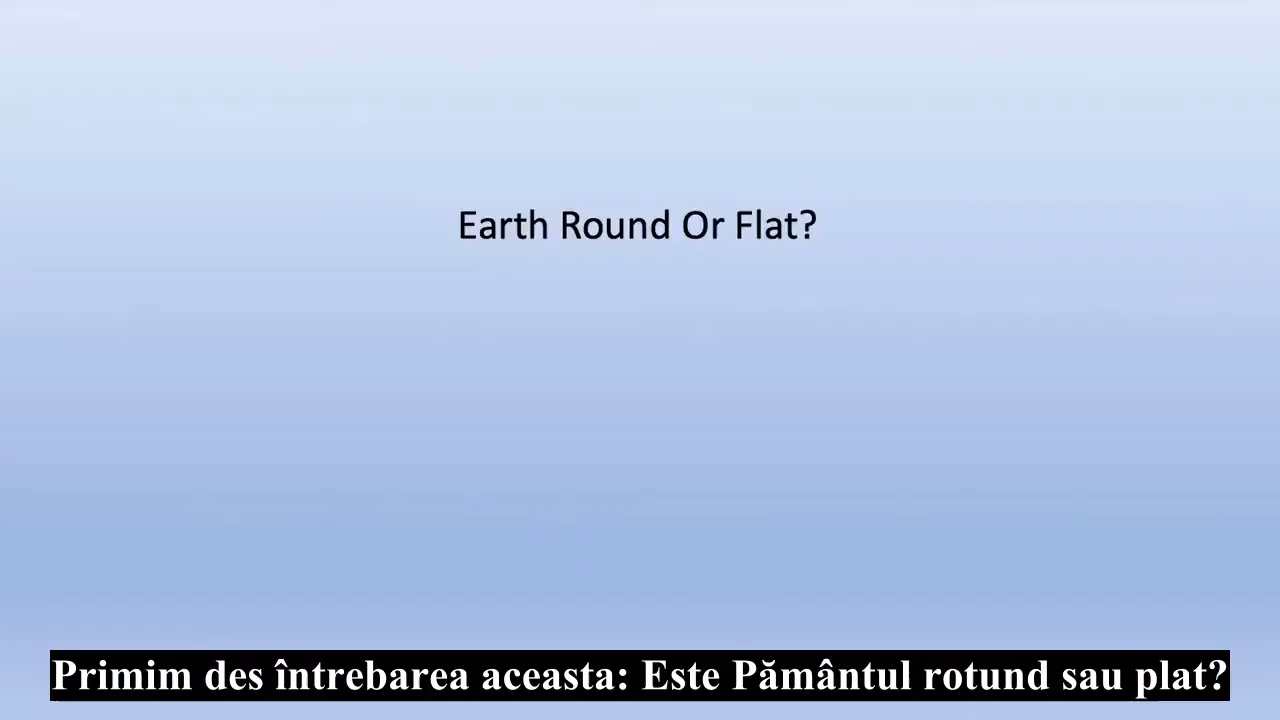 Earth Round Or Flat?
Primim des întrebarea aceasta: Este Pământul rotund sau plat?